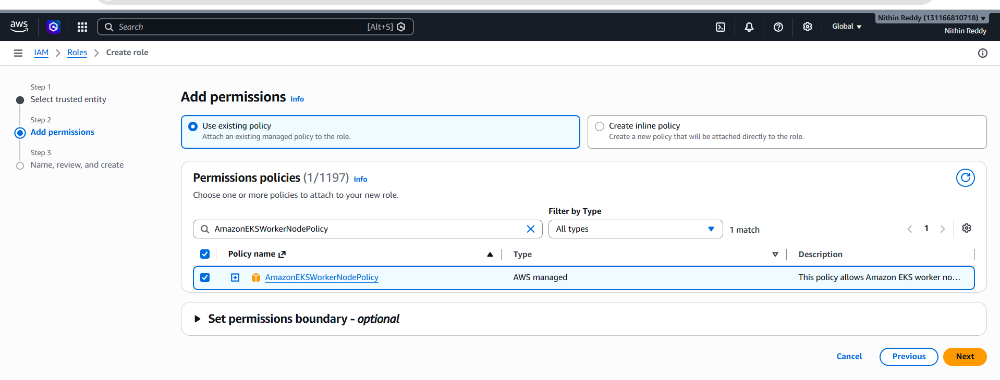 aws
Search
[Alt+S]
Global
Nithin Reddy (131166810718)
Nithin Reddy
IAM
Roles
Create role
Step 1
Select trusted entity
Step 2
Add permissions
Step 3
Name, review, and create
Add permissions Info
Use existing policy
Attach an existing managed policy to the role.
Create inline policy
Create a new policy that will be attached directly to the role.
Permissions policies (1/1197) Info
Choose one or more policies to attach to your new role.
Filter by Type
AmazonEKSWorkerNodePolicy
All types
1 match
1
Policy name
Type
Description
AmazonEKSWorkerNodePolicy
AWS managed
This policy allows Amazon EKS worker no...
Set permissions boundary - optional
Cancel
Previous
Next